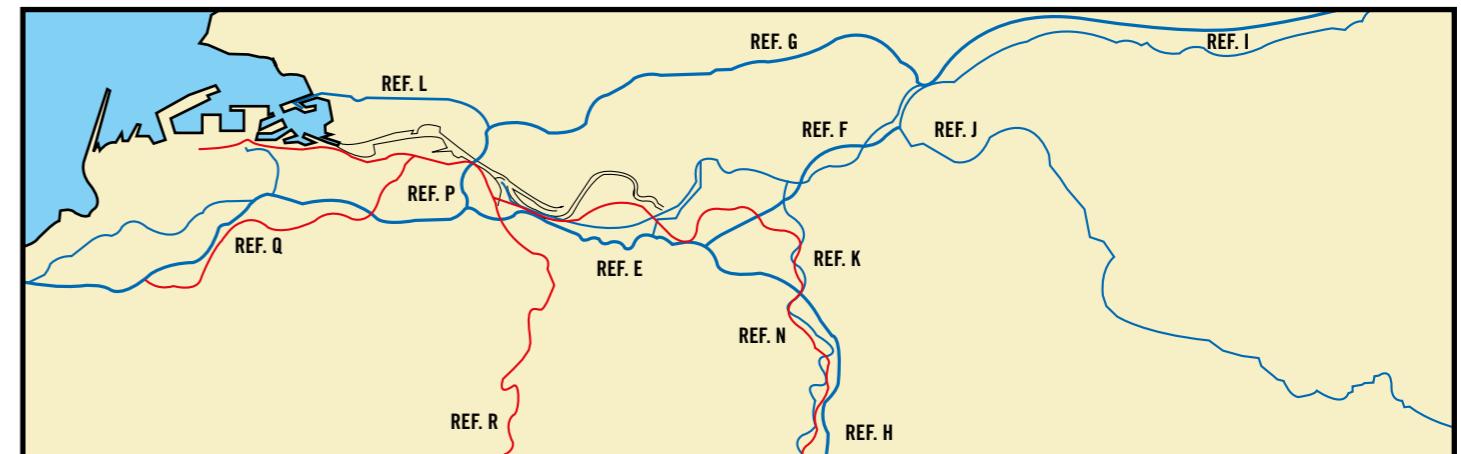 REF. G
REF. I
REF. L
REF. F
REF. J
REF. P
REF. Q
REF. K
REF. E
REF. N
REF. R
REF. H